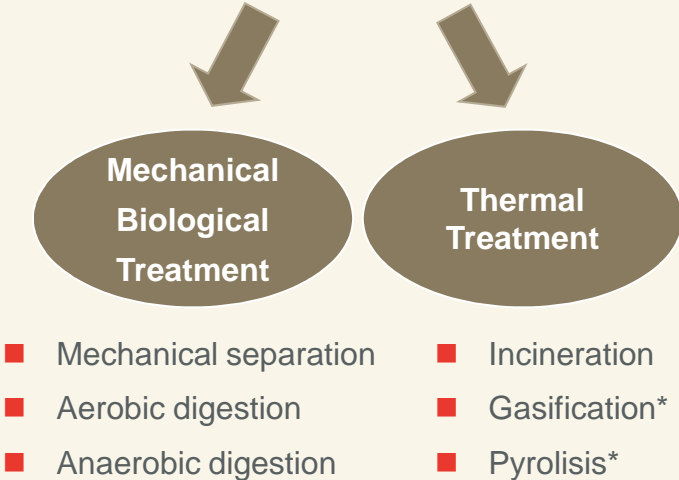 Mechanical
Biological
Treatment
Thermal
Treatment
Mechanical separation
Aerobic digestion
Anaerobic digestion
Incineration
Gasification*
Pyrolisis*